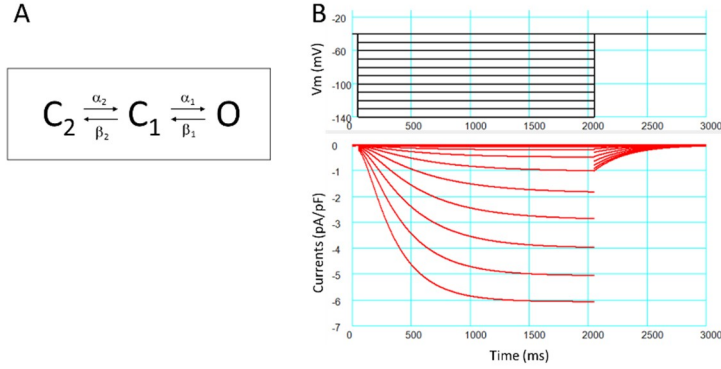 A
C2 α2 β2 C1 α1 β1 O
B
Vm (mV)
-20
-60
-100
-140
0 500 1000 1500 2000 2500 3000
Currents (pA/pF)
0
-1
-2
-3
-4
-5
-6
-7
0 500 1000 1500 2000 2500 3000
Time (ms)